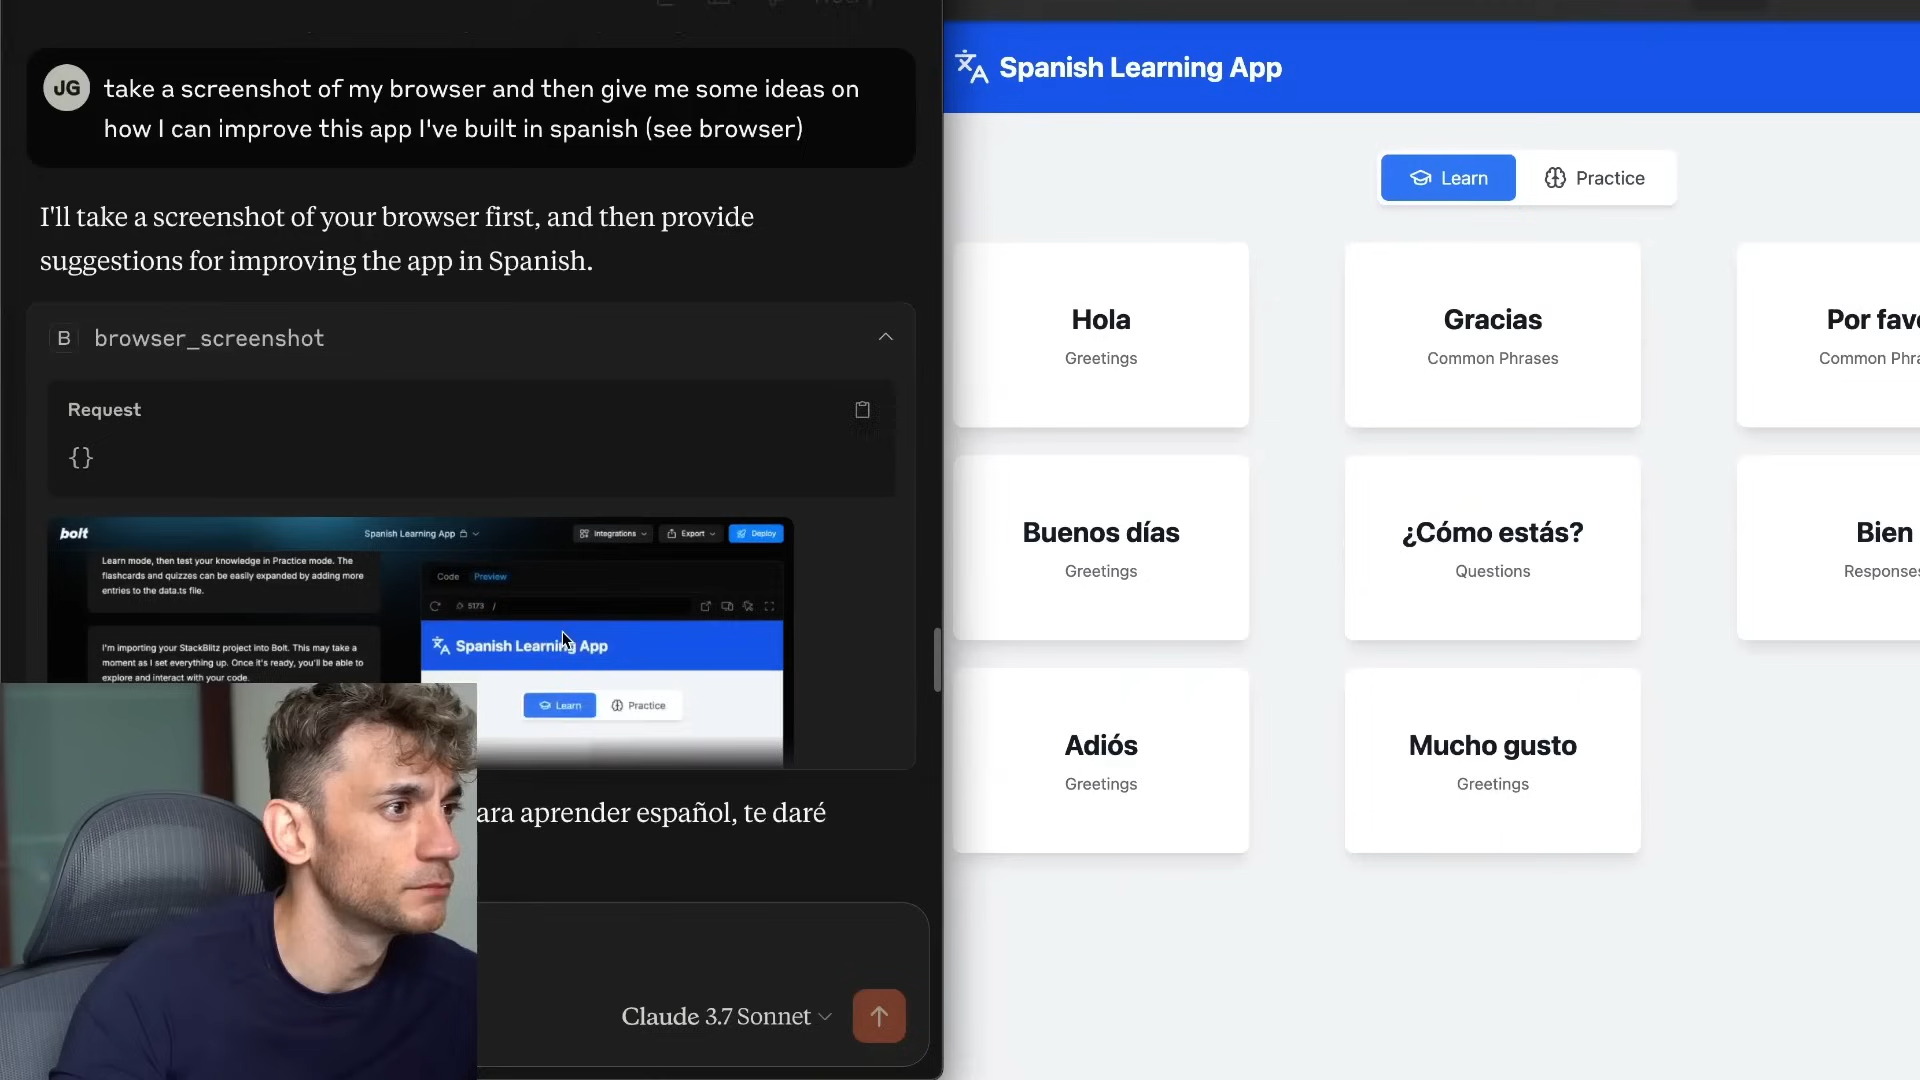 JG
take a screenshot of my browser and then give me some ideas on
how I can improve this app I've built in spanish (see browser)
I'll take a screenshot of your browser first, and then provide
suggestions for improving the app in Spanish.
B browser_screenshot
Request
{}
bolt
Spanish Learning App
Integrations
Export
Deploy
Learn mode, then test your knowledge in Practice mode. The
flashcards and quizzes can be easily expanded by adding more
entries to the data.ts file.
I'm importing your StackBlitz project into Bolt. This may take a
moment as I set everything up. Once it's ready, you'll be able to
explore and interact with your code.
Code Preview
5173 /
Spanish Learning App
Learn
Practice
ara aprender español, te daré
Claude 3.7 Sonnet
Spanish Learning App
Learn
Practice
Hola
Greetings
Gracias
Common Phrases
Por favo
Common Phra
Buenos días
Greetings
¿Cómo estás?
Questions
Bien
Responses
Adiós
Greetings
Mucho gusto
Greetings